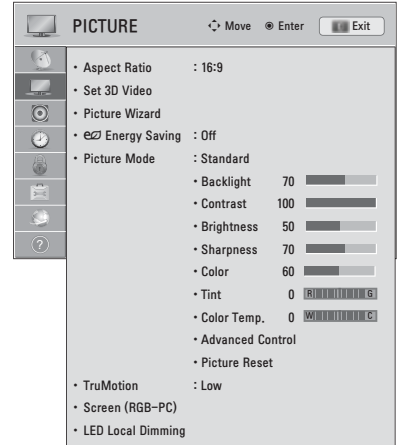 PICTURE Move Enter Exit
• Aspect Ratio : 16:9
• Set 3D Video
• Picture Wizard
• Energy Saving : Off
• Picture Mode : Standard
• Backlight 70
• Contrast 100
• Brightness 50
• Sharpness 70
• Color 60
• Tint 0 R G
• Color Temp. 0 W C
• Advanced Control
• Picture Reset
• TruMotion : Low
• Screen (RGB-PC)
• LED Local Dimming